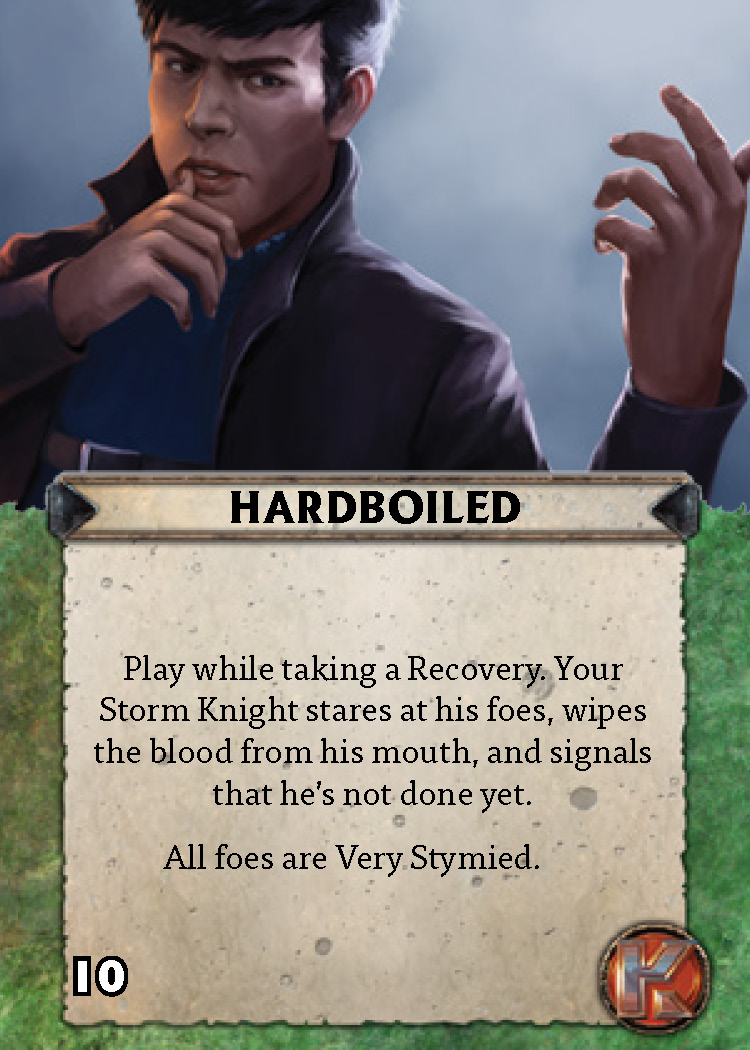 HARDBOILED
Play while taking a Recovery. Your
Storm Knight stares at his foes, wipes
the blood from his mouth, and signals
that he's not done yet.
All foes are Very Stymied.
10
K